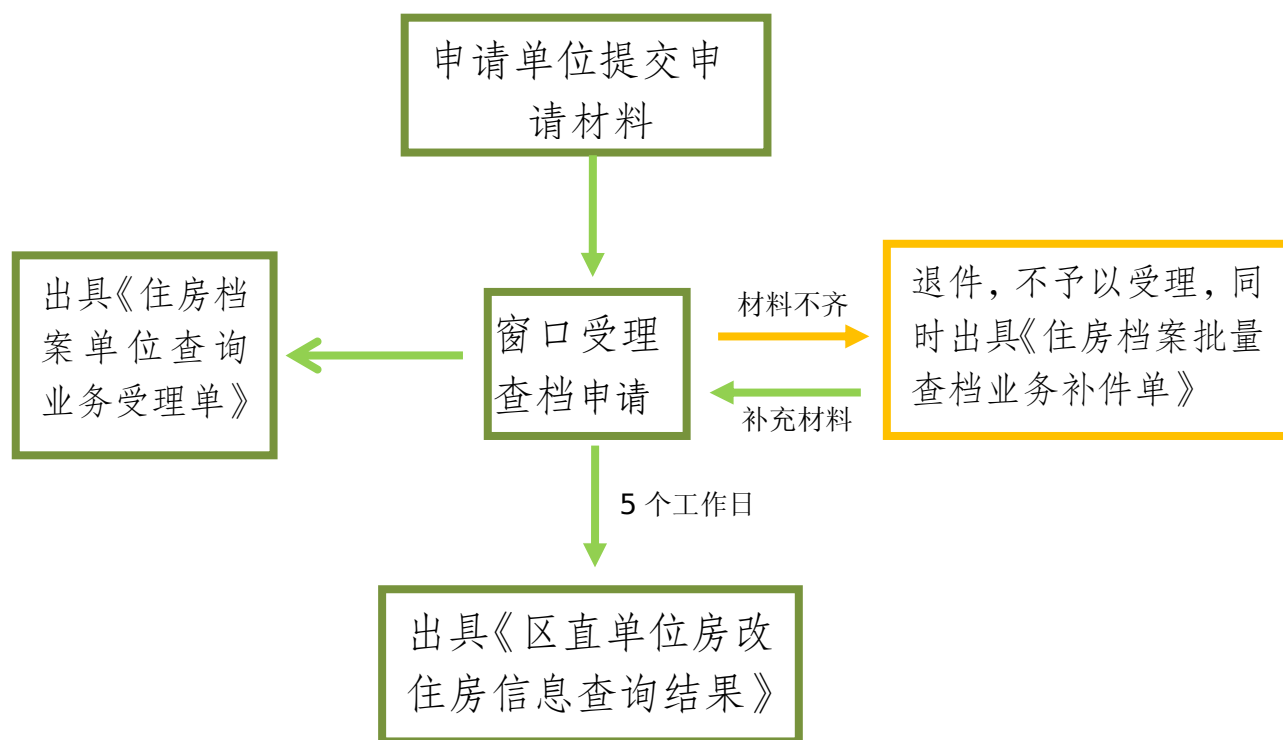 申请单位提交申
请材料
出具《住房档
案单位查询
业务受理单》
窗口受理
查档申请
材料不齐
补充材料
退件，不予以受理，同
时出具《住房档案批量
查档业务补件单》
5 个工作日
出具《区直单位房改
住房信息查询结果》